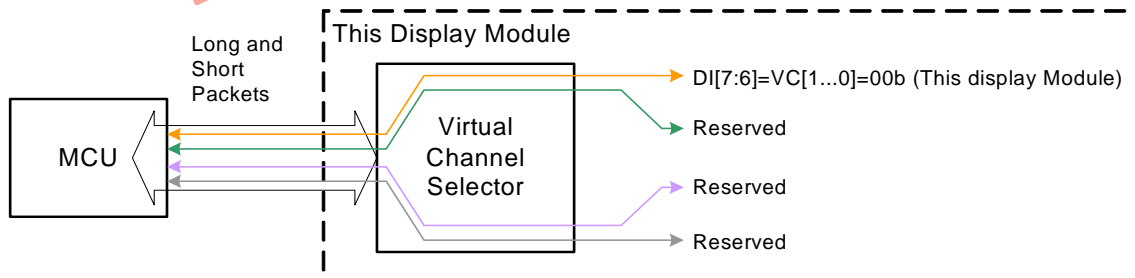 This Display Module
Long and
Short
Packets
DI[7:6]=VC[1...0]=00b (This display Module)
MCU
Virtual
Channel
Selector
Reserved
Reserved
Reserved